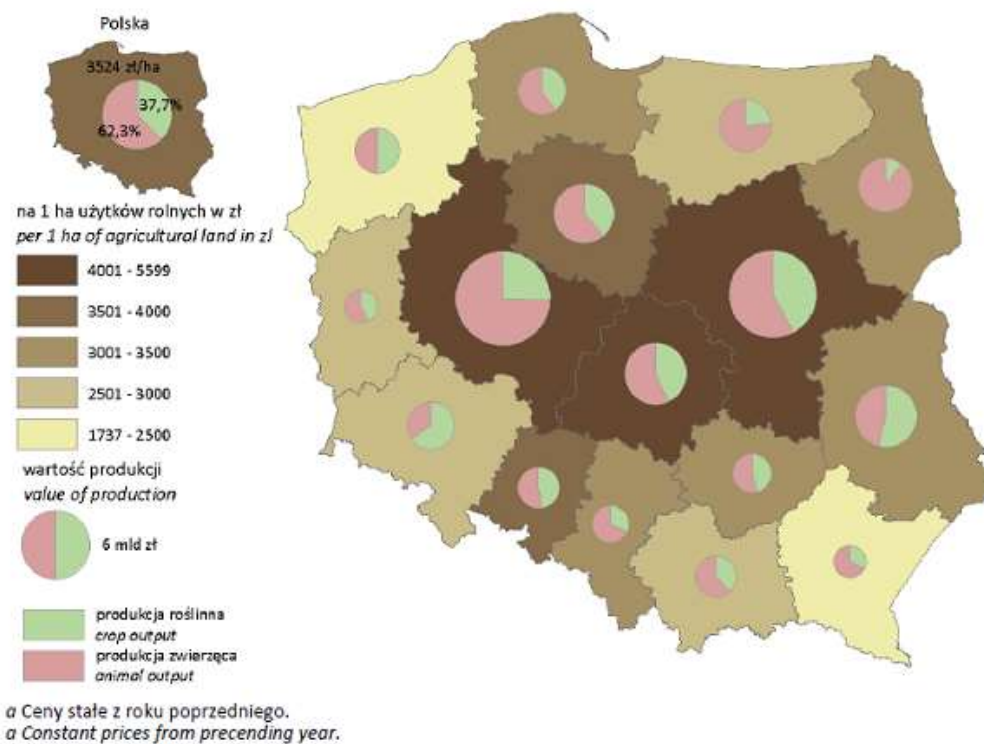 Polska
3524 zł/ha
37,7%
62,3%
na 1 ha użytków rolnych w zł
per 1 ha of agricultural land in zł
4001 - 5599
3501 - 4000
3001 - 3500
2501 - 3000
1737 - 2500
wartość produkcji
value of production
6 mld zł
produkcja roślinna
crop output
produkcja zwierzęca
animal output
a Ceny stałe z roku poprzedniego.
a Constant prices from precending year.